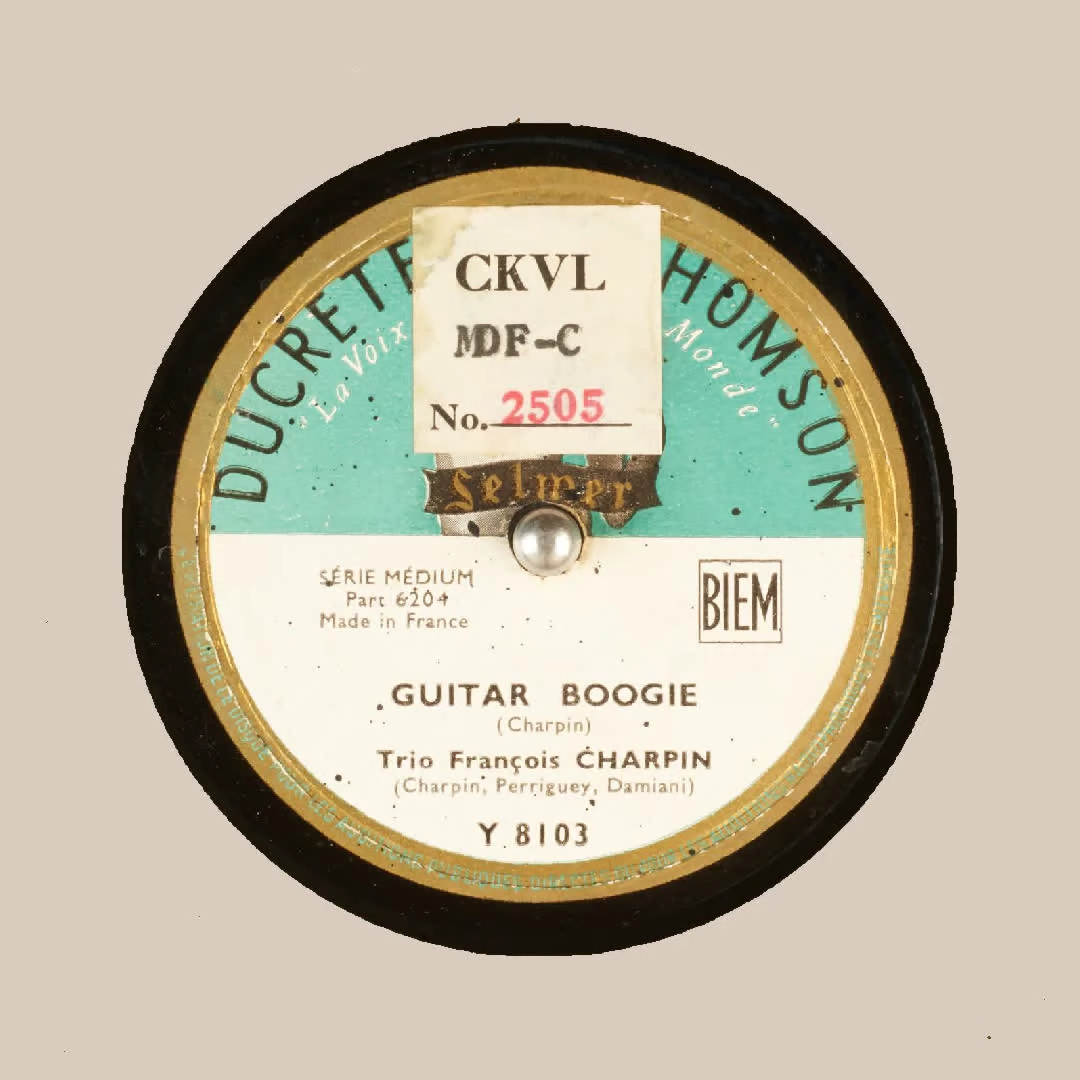 CKVL
MDF-C
No. 2505
DUCRETE HOMSON
"La Voix Monde"
Selmer
SÉRIE MÉDIUM
Part 6204
Made in France
BIEM
GUITAR BOOGIE
(Charpin)
Trio François CHARPIN
(Charpin, Perriguey, Damiani)
Y 8103